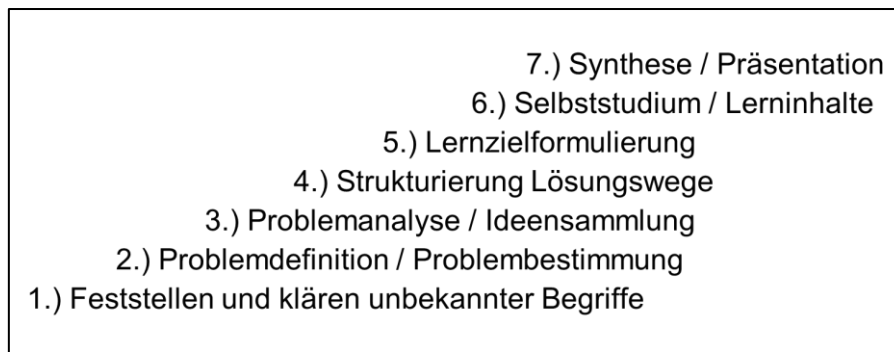 7.) Synthese / Präsentation
6.) Selbststudium / Lerninhalte
5.) Lernzielformulierung
4.) Strukturierung Lösungswege
3.) Problemanalyse / Ideensammlung
2.) Problemdefinition / Problembestimmung
1.) Feststellen und klären unbekannter Begriffe